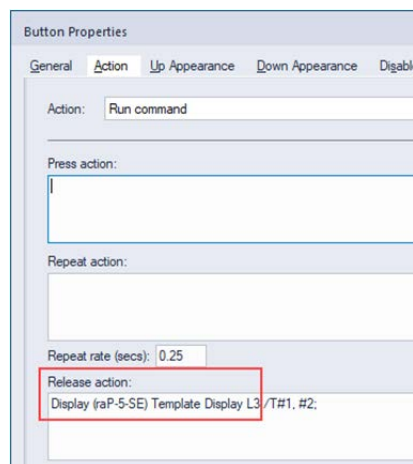 Button Properties
General Action Up Appearance Down Appearance Disabl
Action: Run command
Press action:
Repeat action:
Repeat rate (secs): 0.25
Release action:
Display (raP-5-SE) Template Display L3 /T#1, #2;